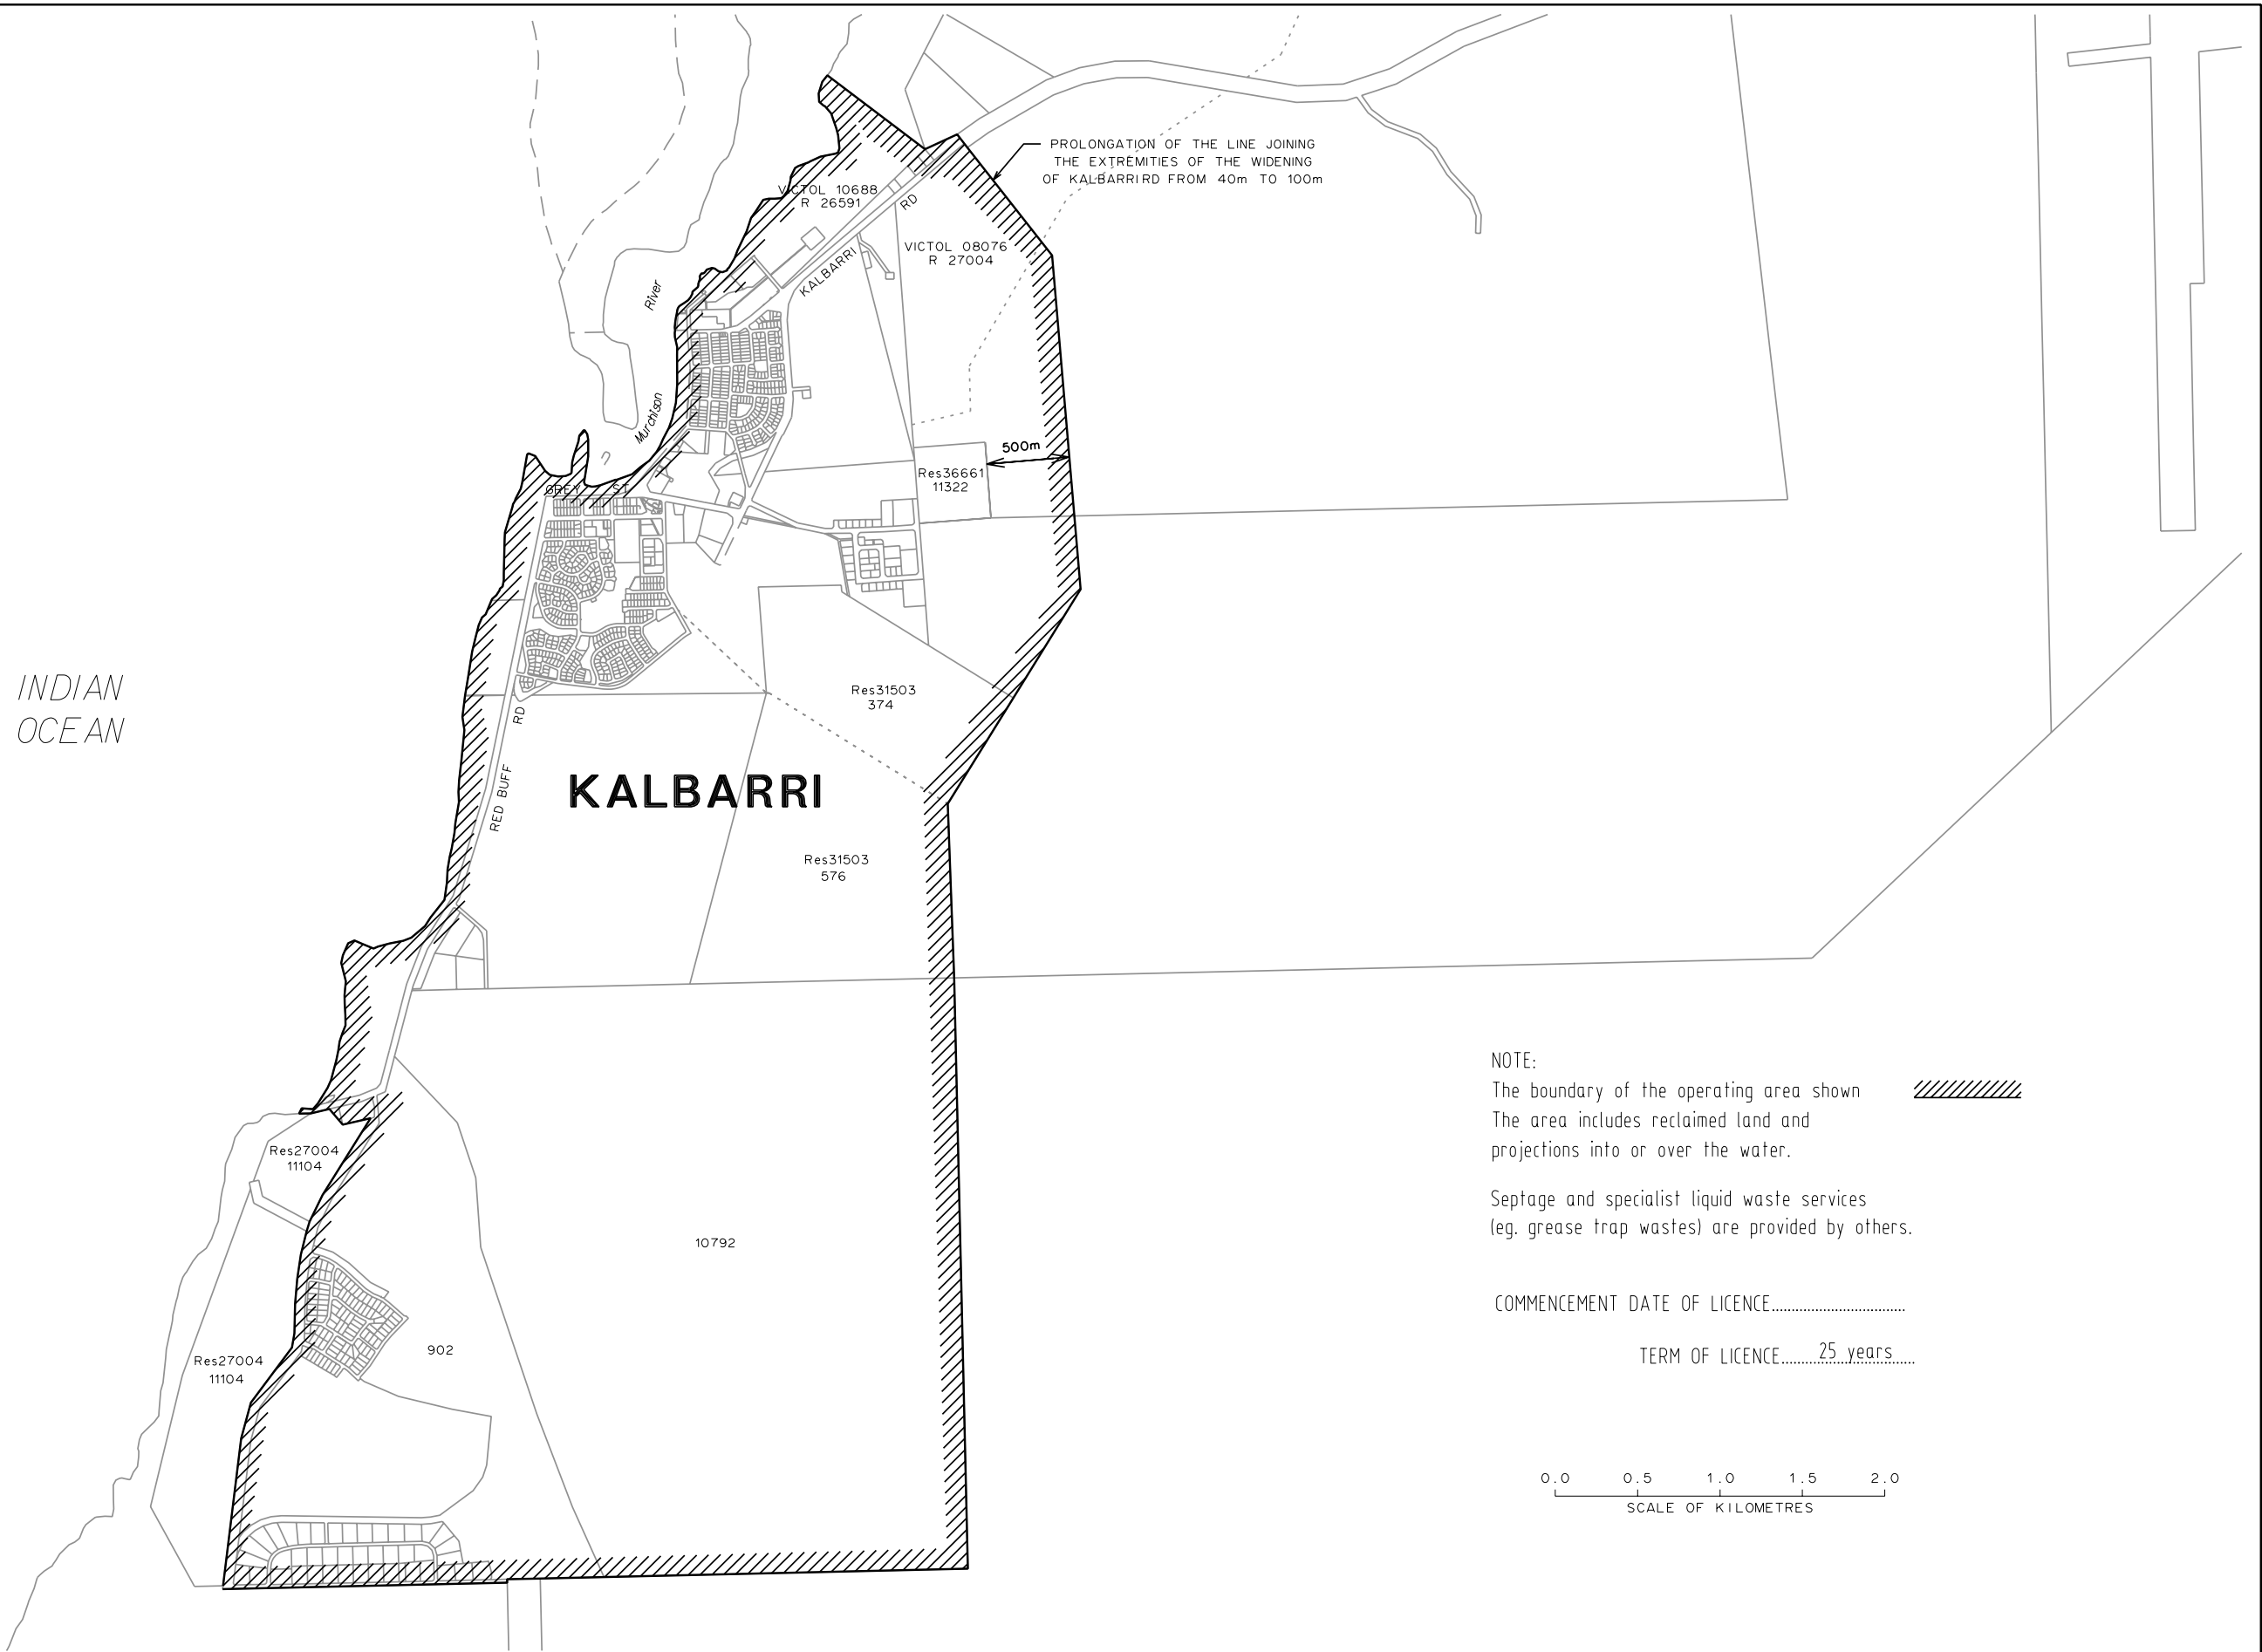 PROLONGATION OF THE LINE JOINING
THE EXTREMITIES OF THE WIDENING
OF KALBARRIRD FROM 40m TO 100m
VICTOL 10688
R 26591
RD
KALBARRI
VICTOL 08076
R 27004
River
Murchison
500m
Res36661
11322
GREY ST
INDIAN
OCEAN
Res31503
374
RD
RED BUFF
KALBARRI
Res31503
576
NOTE:
The boundary of the operating area shown
The area includes reclaimed land and
projections into or over the water.
Septage and specialist liquid waste services
(eg. grease trap wastes) are provided by others.
Res27004
11104
10792
COMMENCEMENT DATE OF LICENCE..................................
902
TERM OF LICENCE......25 years......
Res27004
11104
0.0 0.5 1.0 1.5 2.0
SCALE OF KILOMETRES